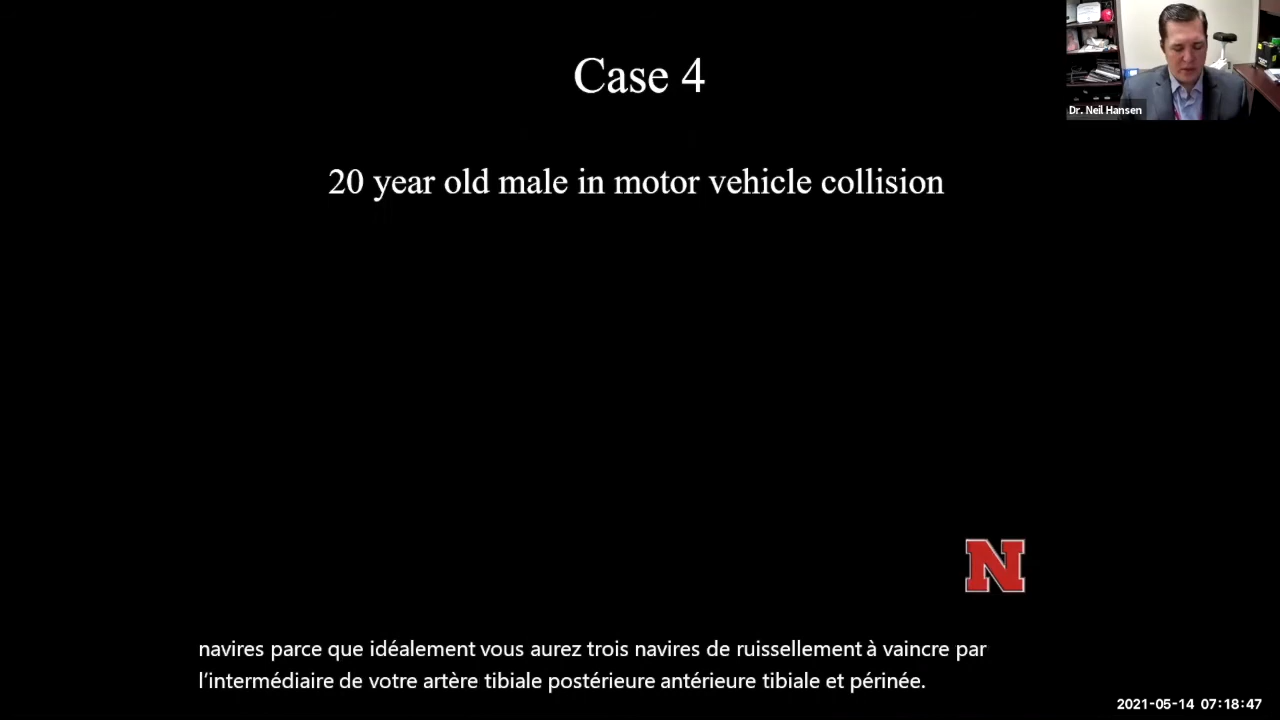 Case 4
20 year old male in motor vehicle collision
Dr. Neil Hansen
N
navires parce que idéalement vous aurez trois navires de ruissellement à vaincre par
l’intermédiaire de votre artère tibiale postérieure antérieure tibiale et périnée.
2021-05-14 07:18:47